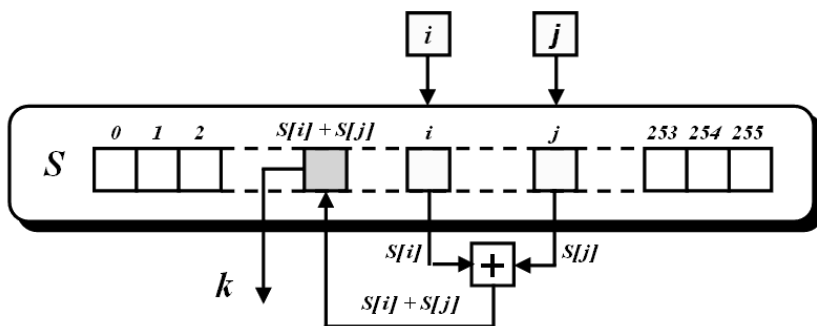 i j
0 1 2 S[i] + S[j] i j 253 254 255
S
S[i] + S[j]
k S[i] + S[j]